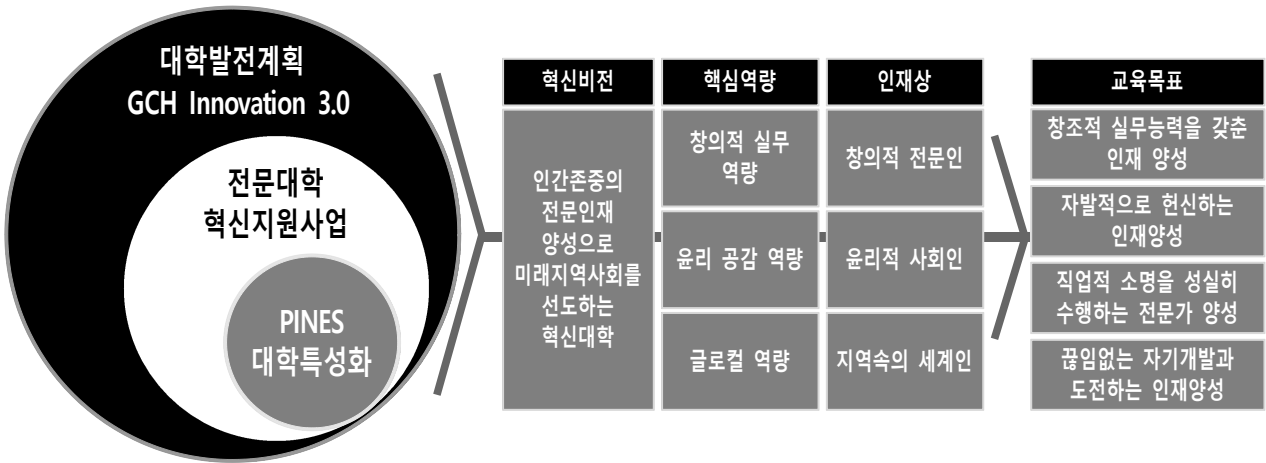 대학발전계획
GCH Innovation 3.0
전문대학
혁신지원사업
PINES
대학특성화
혁신비전
인간존중의
전문인재
양성으로
미래지역사회를
선도하는
혁신대학
핵심역량
창의적 실무
역량
윤리 공감 역량
글로컬 역량
인재상
창의적 전문인
윤리적 사회인
지역속의 세계인
교육목표
창조적 실무능력을 갖춘
인재 양성
자발적으로 헌신하는
인재양성
직업적 소명을 성실히
수행하는 전문가 양성
끊임없는 자기개발과
도전하는 인재양성